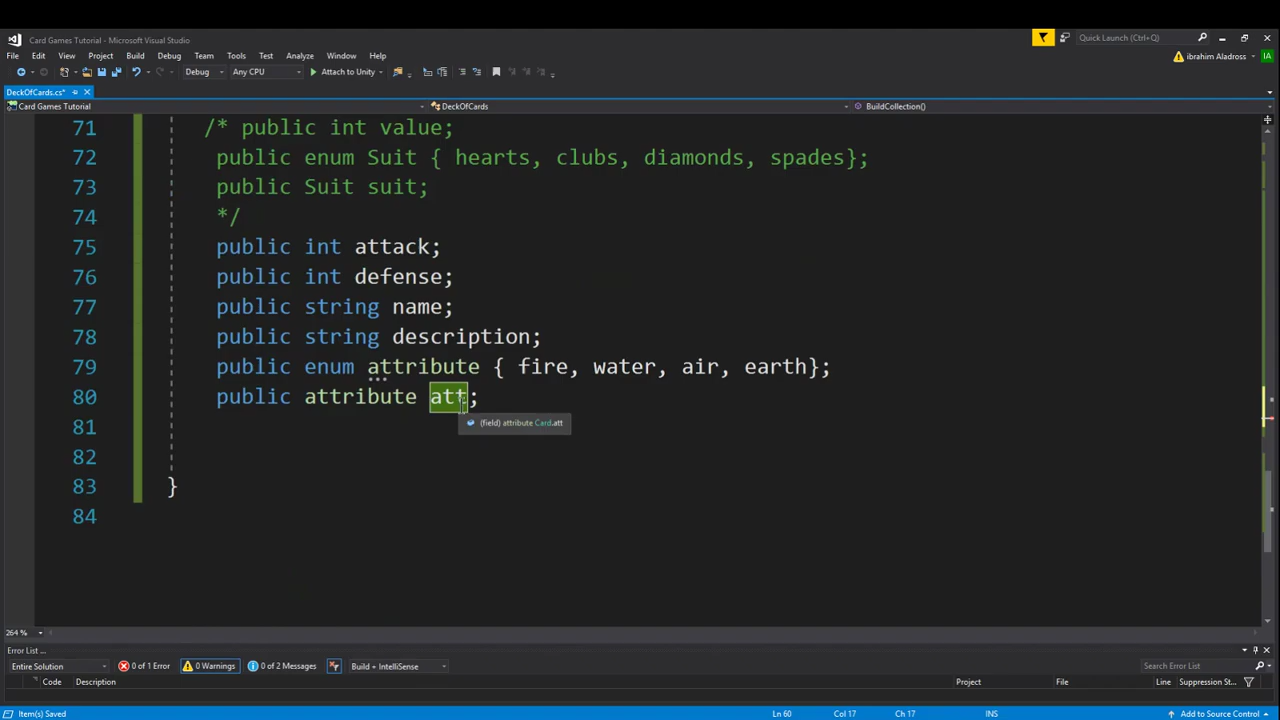 Card Games Tutorial - Microsoft Visual Studio
Quick Launch (Ctrl+Q)
File Edit View Project Build Debug Team Tools Test Analyze Window Help
ibrahim Aladross IA
Debug Any CPU Attach to Unity
DeckOfCards.cs*
Card Games Tutorial DeckOfCards BuildCollection()
71 /* public int value;
72 public enum Suit { hearts, clubs, diamonds, spades};
73 public Suit suit;
74 */
75 public int attack;
76 public int defense;
77 public string name;
78 public string description;
79 public enum attribute { fire, water, air, earth};
80 public attribute att;
(field) attribute Card.att
81
82
83 }
84
264 %
Error List
Entire Solution 0 of 1 Error 0 Warnings 0 of 2 Messages Build + IntelliSense Search Error List
Code Description Project File Line Suppression St...
Item(s) Saved Ln 60 Col 17 Ch 17 INS Add to Source Control